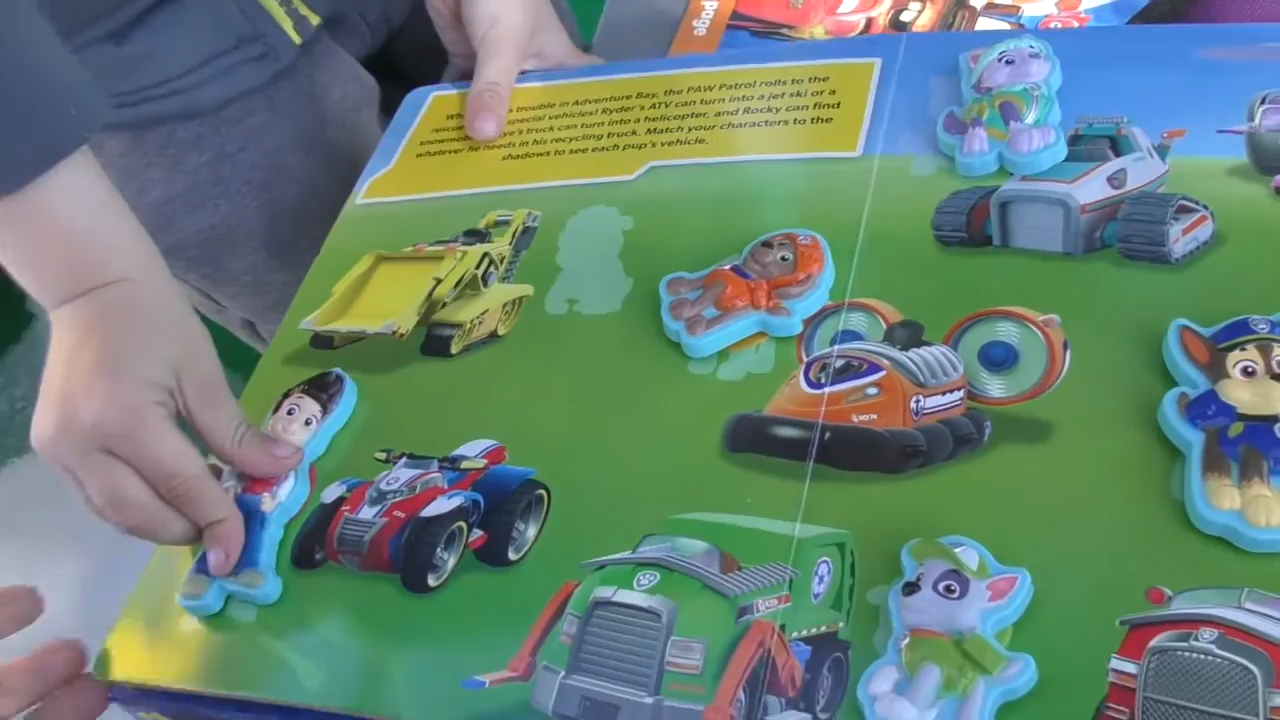 page
trouble in Adventure Bay, the PAW Patrol rolls to the
special vehicles! Ryder's ATV can turn into a jet ski or a
truck can turn into a helicopter, and Rocky can find
whatever he needs in his recycling truck. Match your characters to the
shadows to see each pup's vehicle.